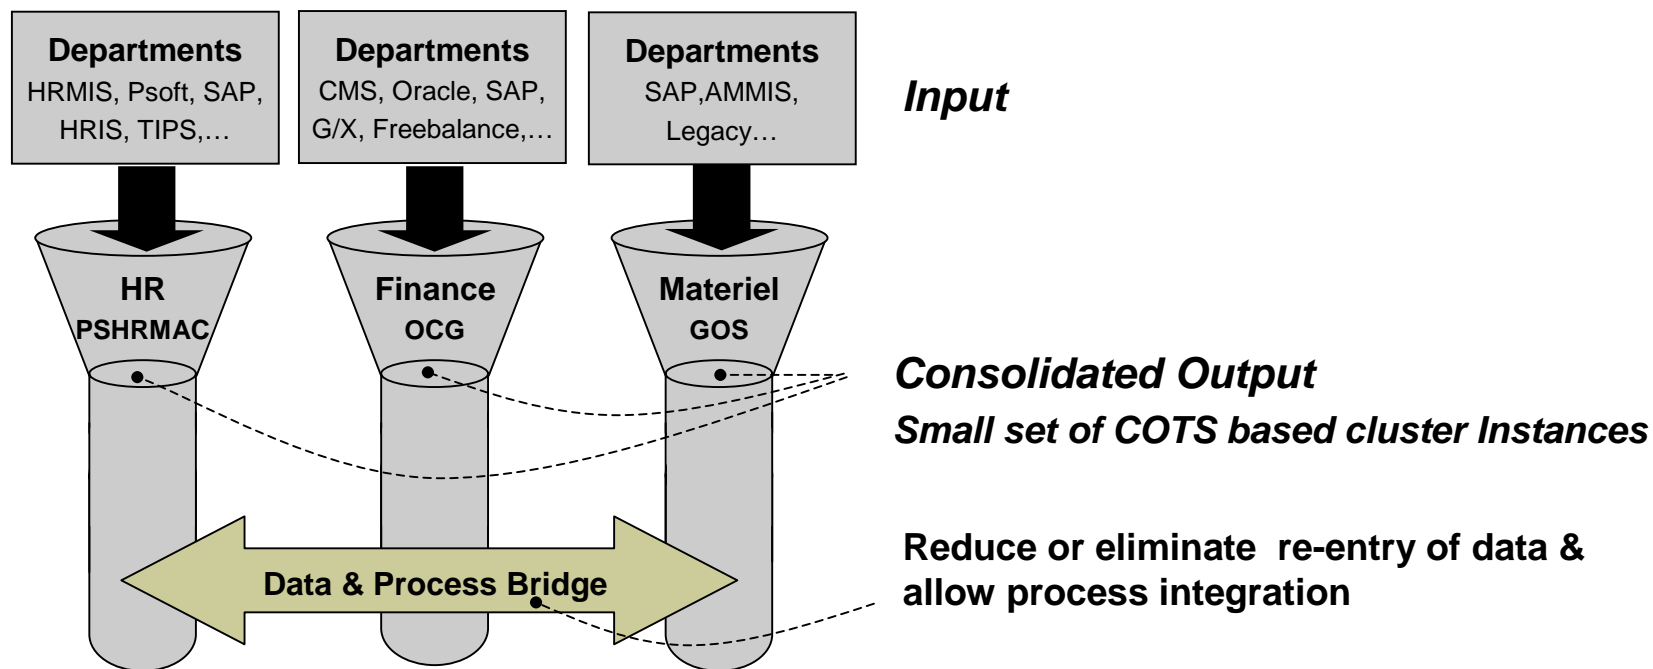 Departments
HRMIS, Psoft, SAP,
HRIS, TIPS,…
Departments
CMS, Oracle, SAP,
G/X, Freebalance,…
Departments
SAP,AMMIS,
Legacy…
Input
HR
PSHRMAC
Finance
OCG
Materiel
GOS
Consolidated Output
Small set of COTS based cluster Instances
Data & Process Bridge
Reduce or eliminate re-entry of data &
allow process integration